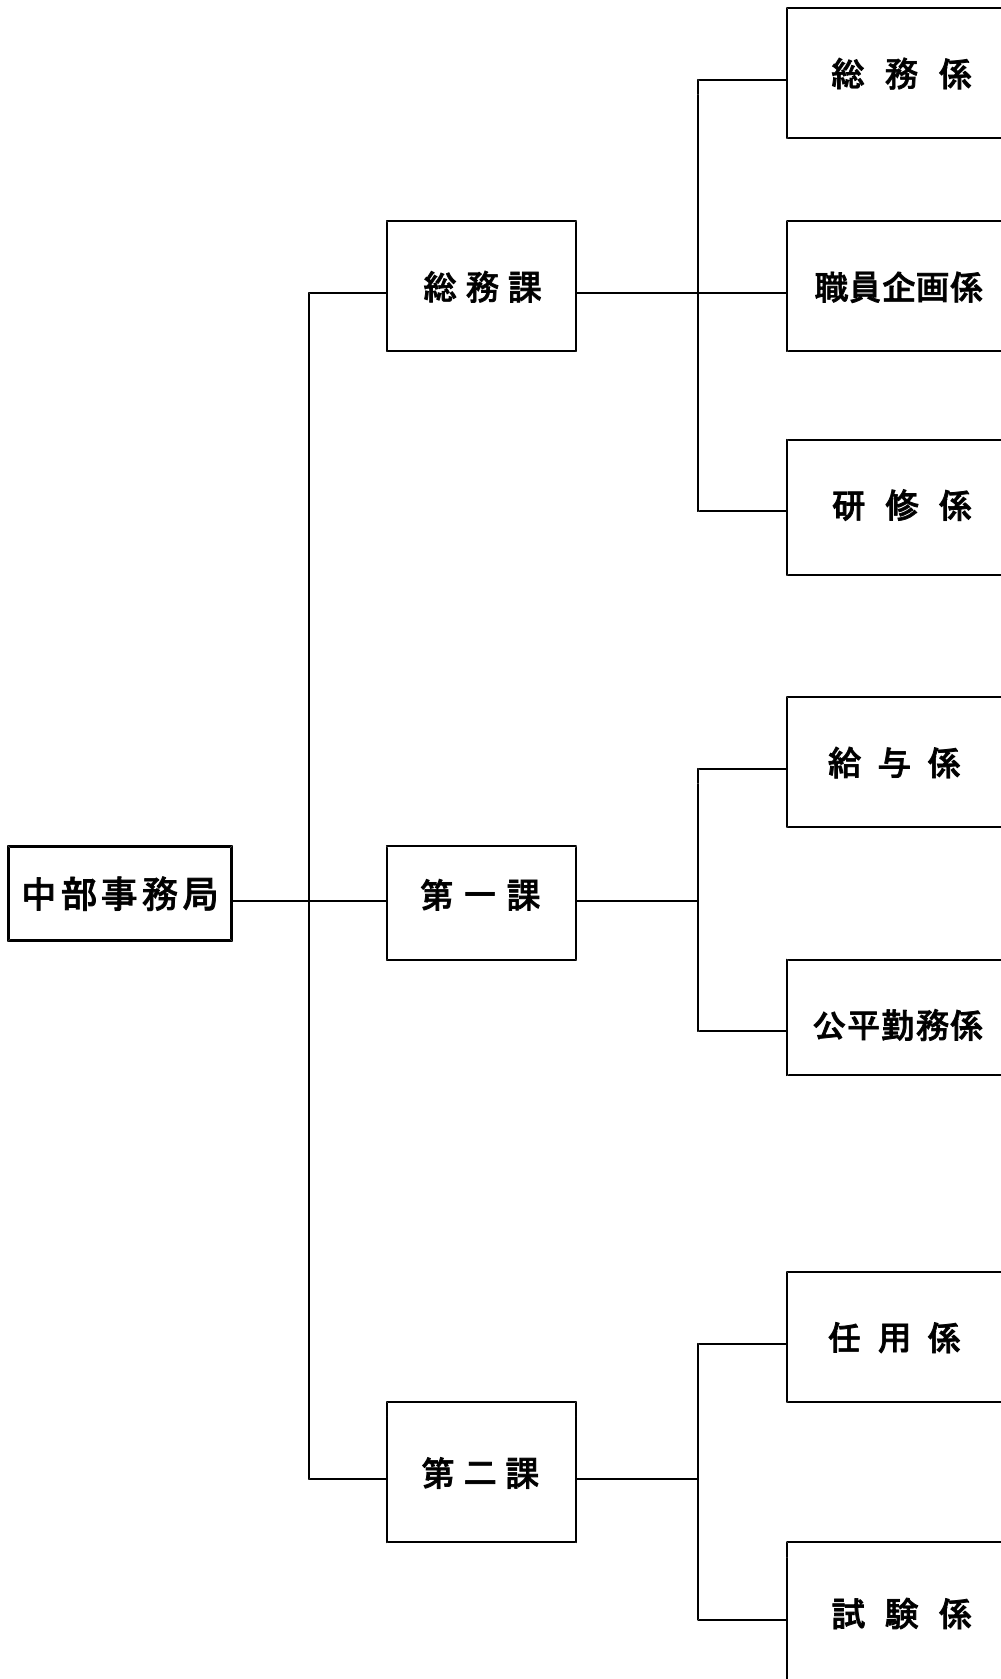 中部事務局
総務課
総務係
職員企画係
研修係
第一課
給与係
公平勤務係
第二課
任用係
試験係